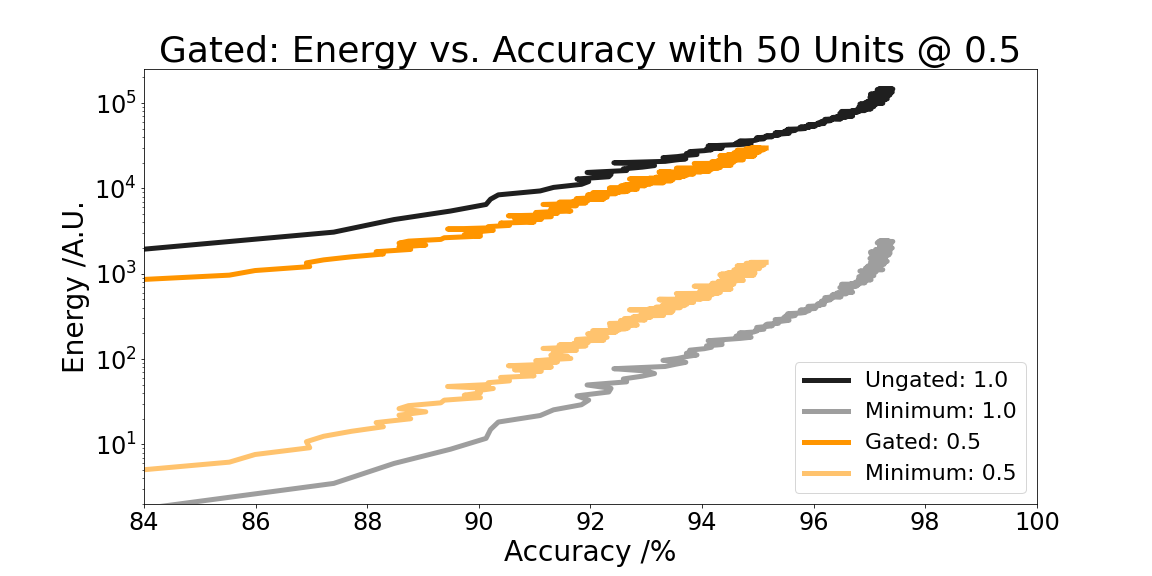 Gated: Energy vs. Accuracy with 50 Units @ 0.5
Energy /A.U.
10^5
10^4
10^3
10^2
10^1
84 86 88 90 92 94 96 98 100
Accuracy /%
Ungated: 1.0
Minimum: 1.0
Gated: 0.5
Minimum: 0.5